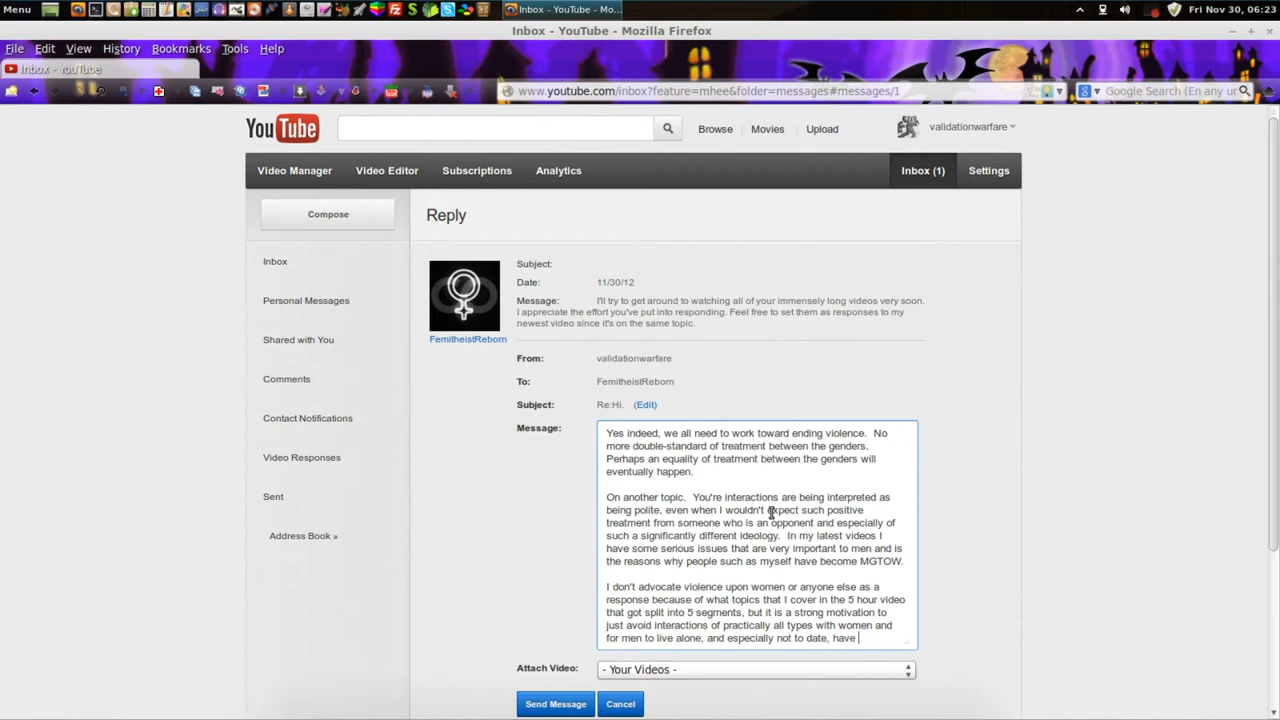 Menu
Inbox - YouTube - Mo...
Fri Nov 30, 06:23
Inbox - YouTube - Mozilla Firefox
File Edit View History Bookmarks Tools Help
Inbox - YouTube
www.youtube.com/inbox?feature=mhee&folder=messages#messages/1
Google Search (En any ur
YouTube
Browse Movies Upload
validationwarfare
Video Manager Video Editor Subscriptions Analytics
Inbox (1) Settings
Compose
Reply
Inbox
Personal Messages
Shared with You
Comments
Contact Notifications
Video Responses
Sent
Address Book »
FemitheistReborn
Subject:
Date: 11/30/12
Message: I'll try to get around to watching all of your immensely long videos very soon.
I appreciate the effort you've put into responding. Feel free to set them as responses to my
newest video since it's on the same topic.
From: validationwarfare
To: FemitheistReborn
Subject: Re:Hi. (Edit)
Message:
Yes indeed, we all need to work toward ending violence. No
more double-standard of treatment between the genders.
Perhaps an equality of treatment between the genders will
eventually happen.
On another topic. You're interactions are being interpreted as
being polite, even when I wouldn't expect such positive
treatment from someone who is an opponent and especially of
such a significantly different ideology. In my latest videos I
have some serious issues that are very important to men and is
the reasons why people such as myself have become MGTOW.
I don't advocate violence upon women or anyone else as a
response because of what topics that I cover in the 5 hour video
that got split into 5 segments, but it is a strong motivation to
just avoid interactions of practically all types with women and
for men to live alone, and especially not to date, have
Attach Video: - Your Videos -
Send Message Cancel